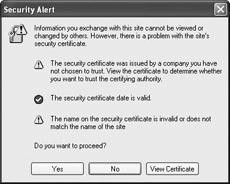 Security Alert
Information you exchange with this site cannot be viewed or
changed by others. However, there is a problem with the site's
security certificate.
The security certificate was issued by a company you have
not chosen to trust. View the certificate to determine whether
you want to trust the certifying authority.
The security certificate date is valid.
The name on the security certificate is invalid or does not
match the name of the site
Do you want to proceed?
Yes
No
View Certificate